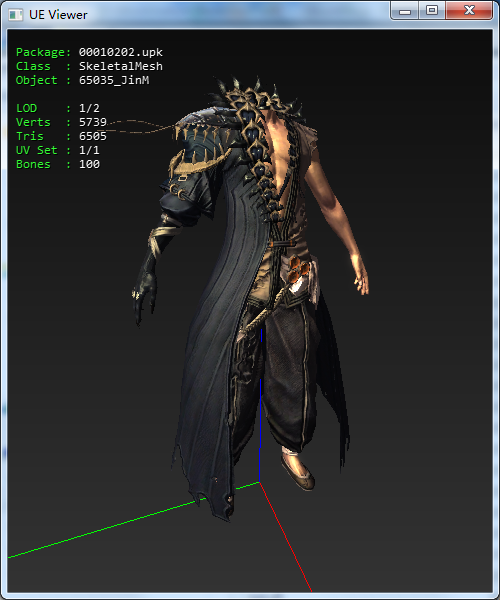 UE Viewer
Package: 00010202.upk
Class : SkeletalMesh
Object : 65035_JinM
LOD : 1/2
Verts : 5739
Tris : 6505
UV Set : 1/1
Bones : 100